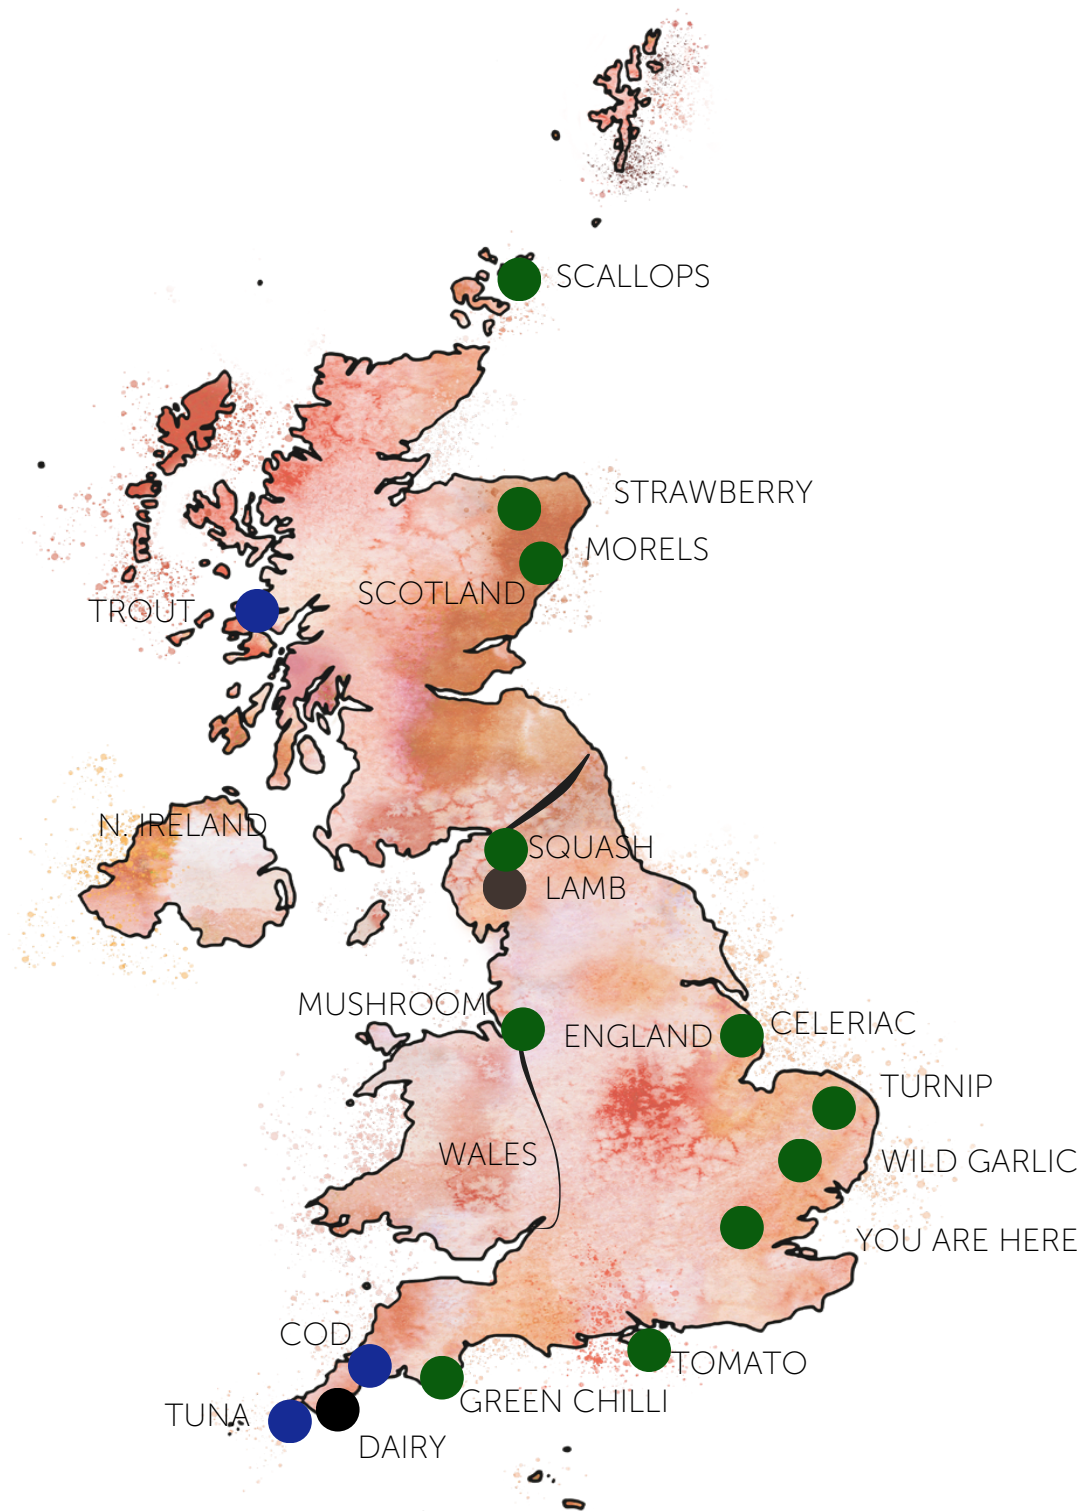 SCALLOPS
STRAWBERRY
MORELS
SCOTLAND
TROUT
N. IRELAND
SQUASH
LAMB
MUSHROOM
ENGLAND
CELERIAC
TURNIP
WALES
WILD GARLIC
YOU ARE HERE
COD
TOMATO
GREEN CHILLI
TUNA
DAIRY